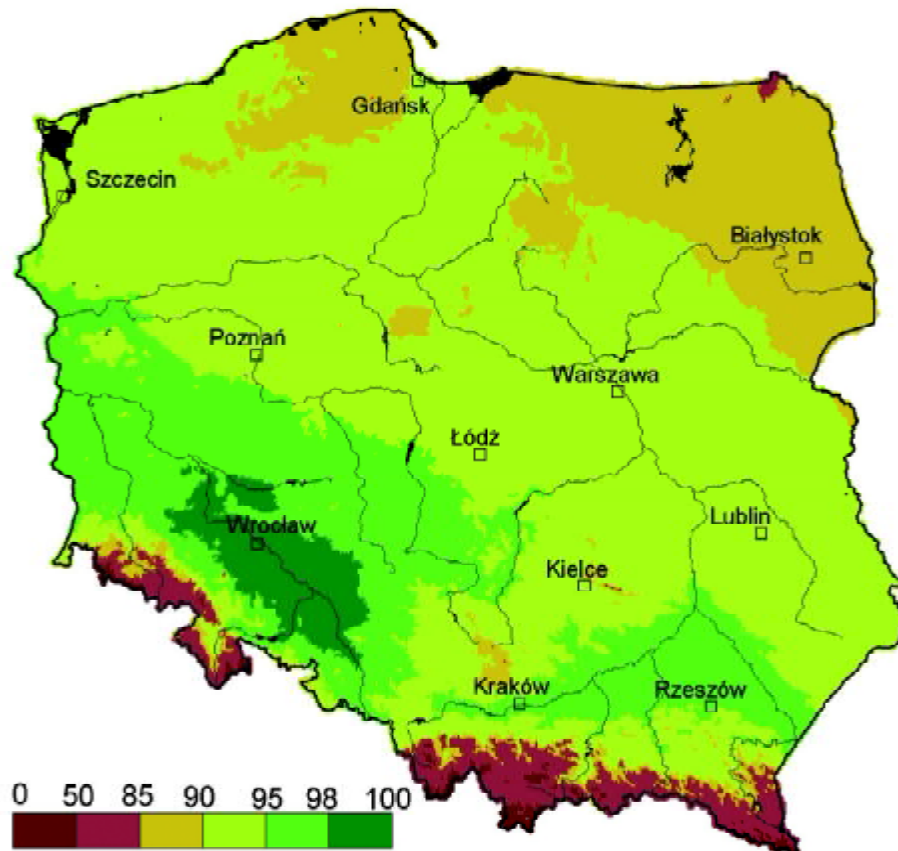 Gdańsk
Szczecin
Białystok
Poznań
Warszawa
Łódź
Wrocław
Lublin
Kielce
Kraków
Rzeszów
0 50 85 90 95 98 100